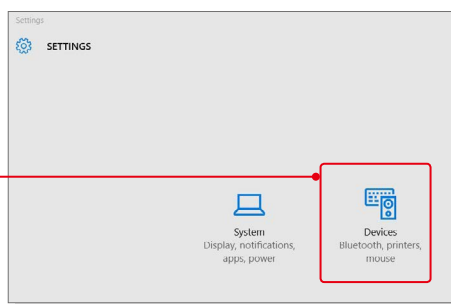 Settings
SETTINGS
System
Display, notifications,
apps, power
Devices
Bluetooth, printers,
mouse